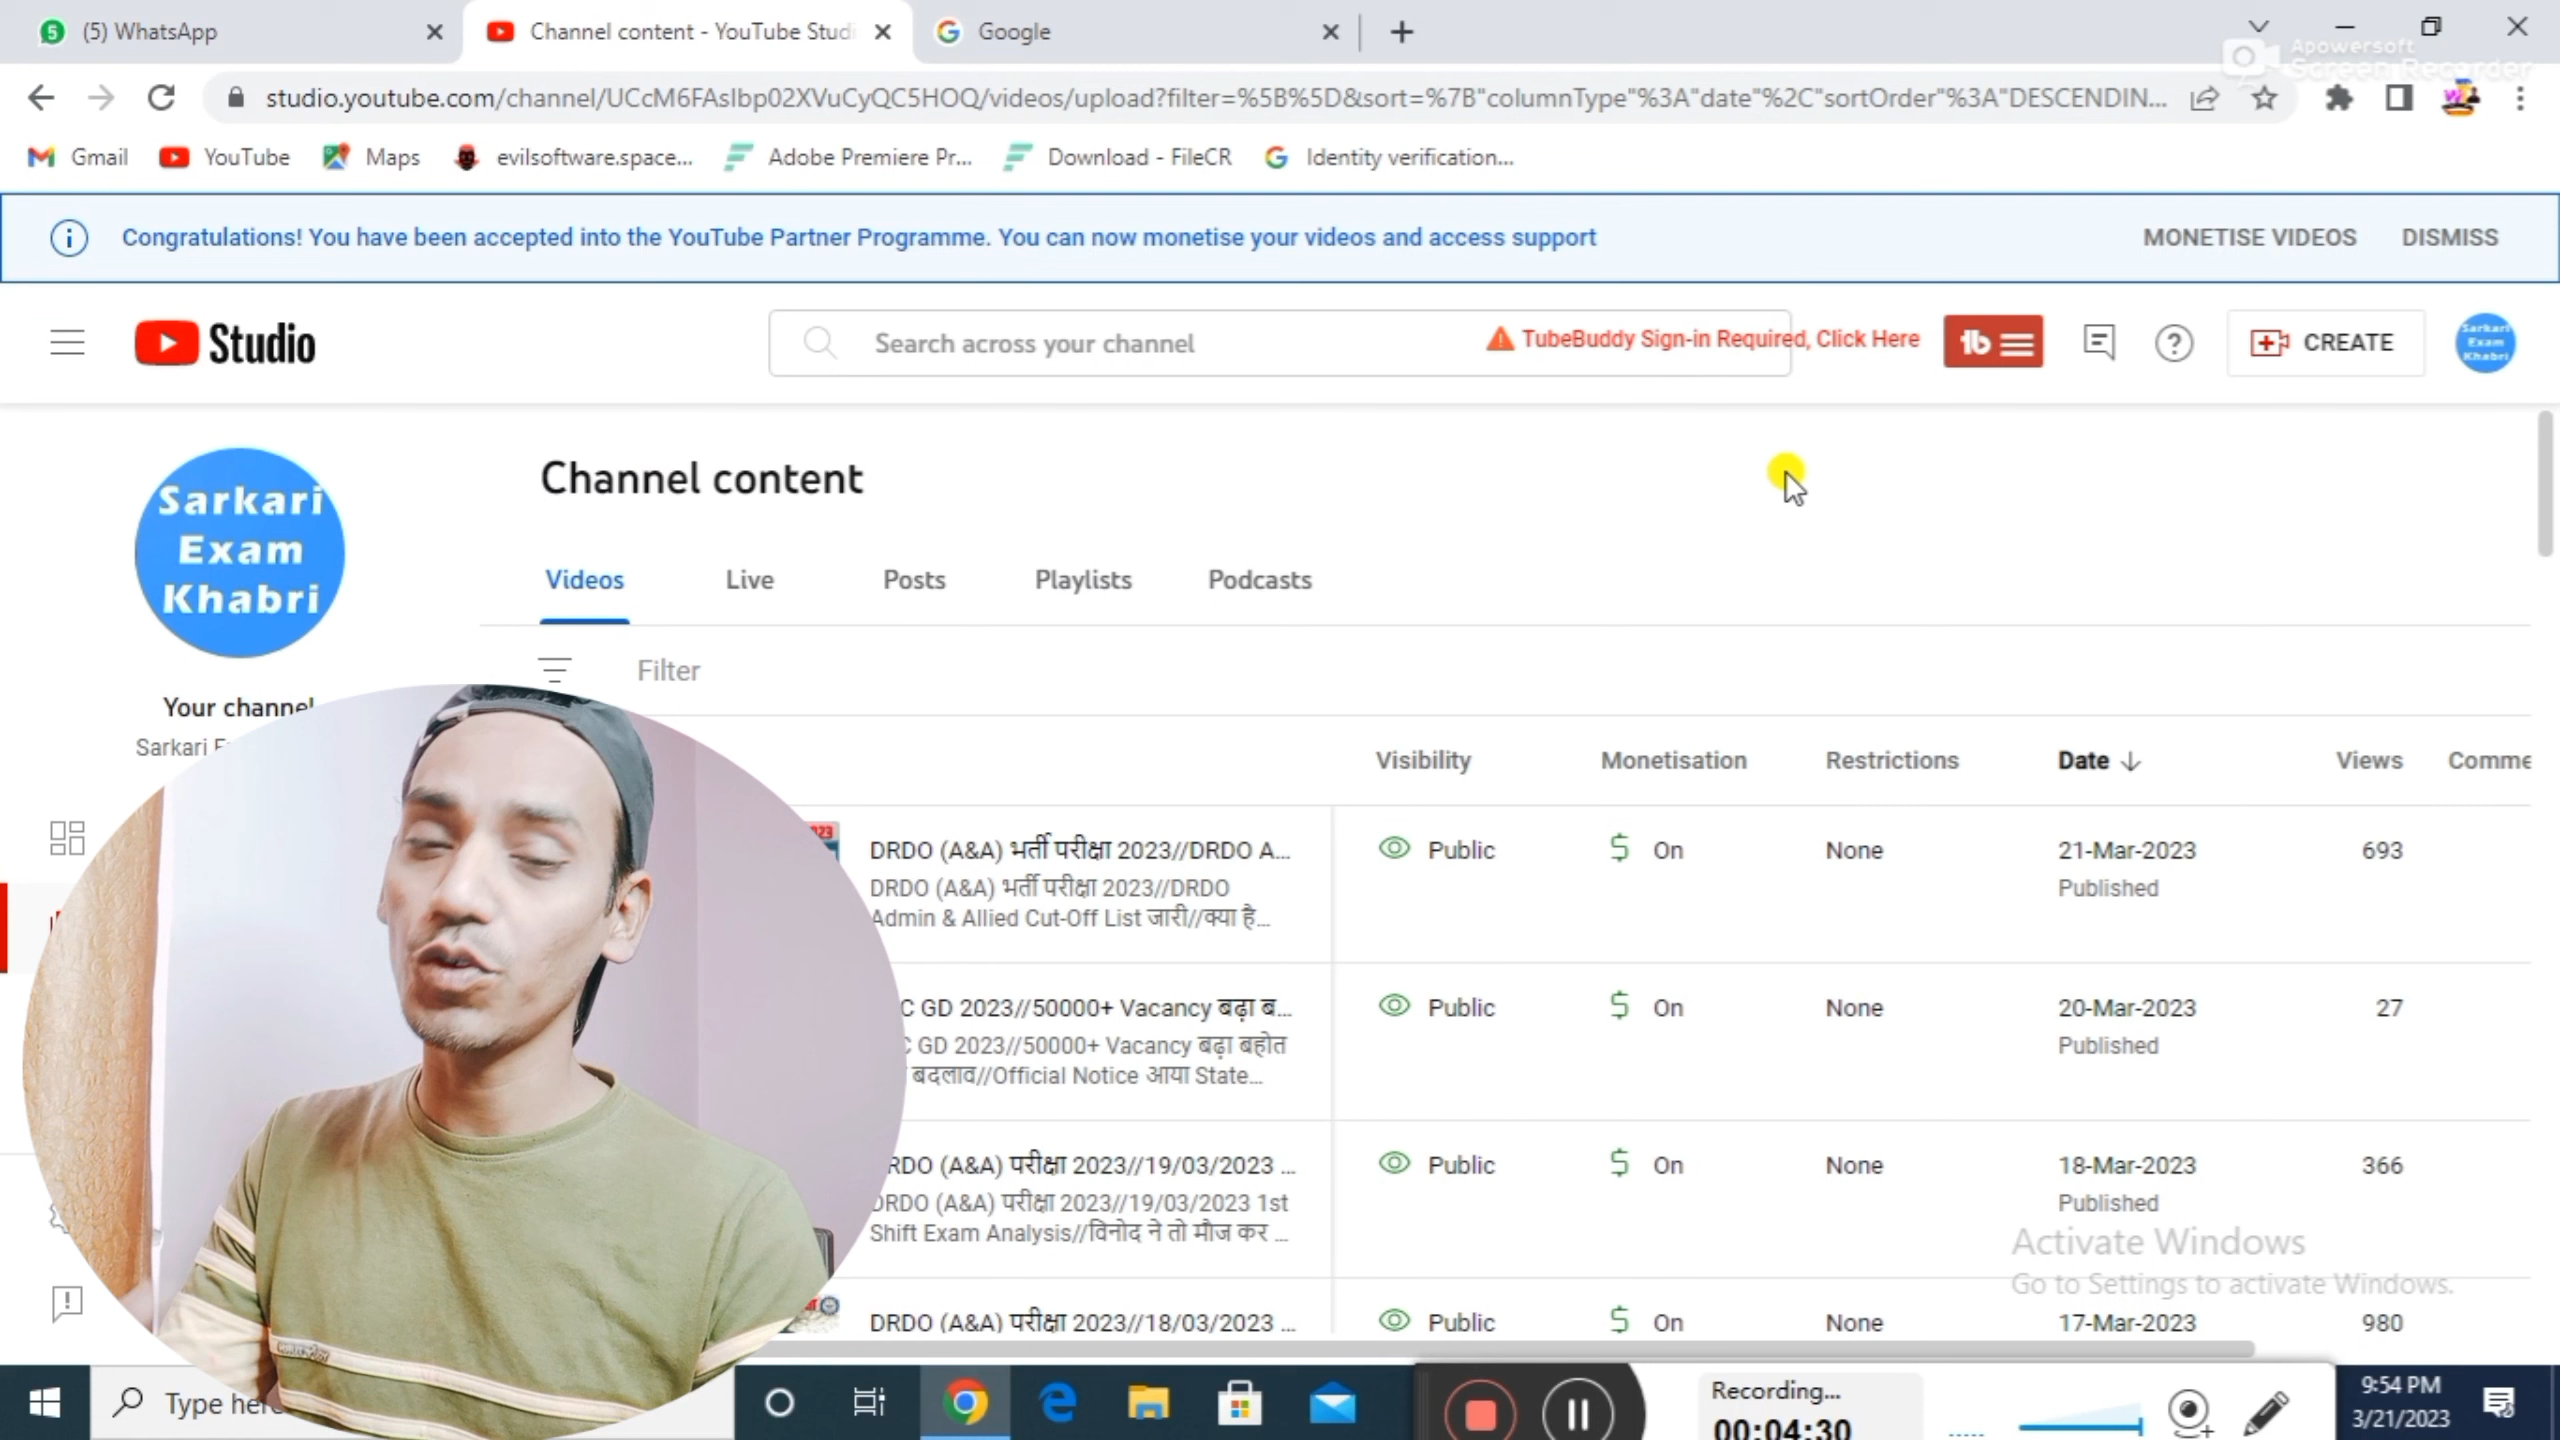 (5) WhatsApp
Channel content - YouTube Studi
Google
Apowersoft
Screen Recorder
studio.youtube.com/channel/UCcM6FAsIbp02XVuCyQC5HOQ/videos/upload?filter=%5B%5D&sort=%7B"columnType"%3A"date"%2C"sortOrder"%3A"DESCENDIN...
Gmail
YouTube
Maps
evilsoftware.space...
Adobe Premiere Pr...
Download - FileCR
Identity verification...
Congratulations! You have been accepted into the YouTube Partner Programme. You can now monetise your videos and access support
MONETISE VIDEOS
DISMISS
Studio
Search across your channel
TubeBuddy Sign-in Required, Click Here
tb
CREATE
Sarkari
Exam
Khabri
Sarkari
Exam
Khabri
Your channel
Sarkari
Channel content
Videos
Live
Posts
Playlists
Podcasts
Filter
Visibility
Monetisation
Restrictions
Date
Views
Comme
DRDO (A&A) भर्ती परीक्षा 2023//DRDO A...
DRDO (A&A) भर्ती परीक्षा 2023//DRDO
Admin & Allied Cut-Off List जारी//क्या है...
Public
On
None
21-Mar-2023
Published
693
C GD 2023//50000+ Vacancy बढ़ा ब...
GD 2023//50000+ Vacancy बढ़ा बहोत
बदलाव//Official Notice आया State...
Public
On
None
20-Mar-2023
Published
27
RDO (A&A) परीक्षा 2023//19/03/2023 ...
DRDO (A&A) परीक्षा 2023//19/03/2023 1st
Shift Exam Analysis//विनोद ने तो मौज कर ...
Public
On
None
18-Mar-2023
Published
366
DRDO (A&A) परीक्षा 2023//18/03/2023 ...
Public
On
None
17-Mar-2023
980
Activate Windows
Go to Settings to activate Windows.
Type here
Recording...
00:04:30
9:54 PM
3/21/2023